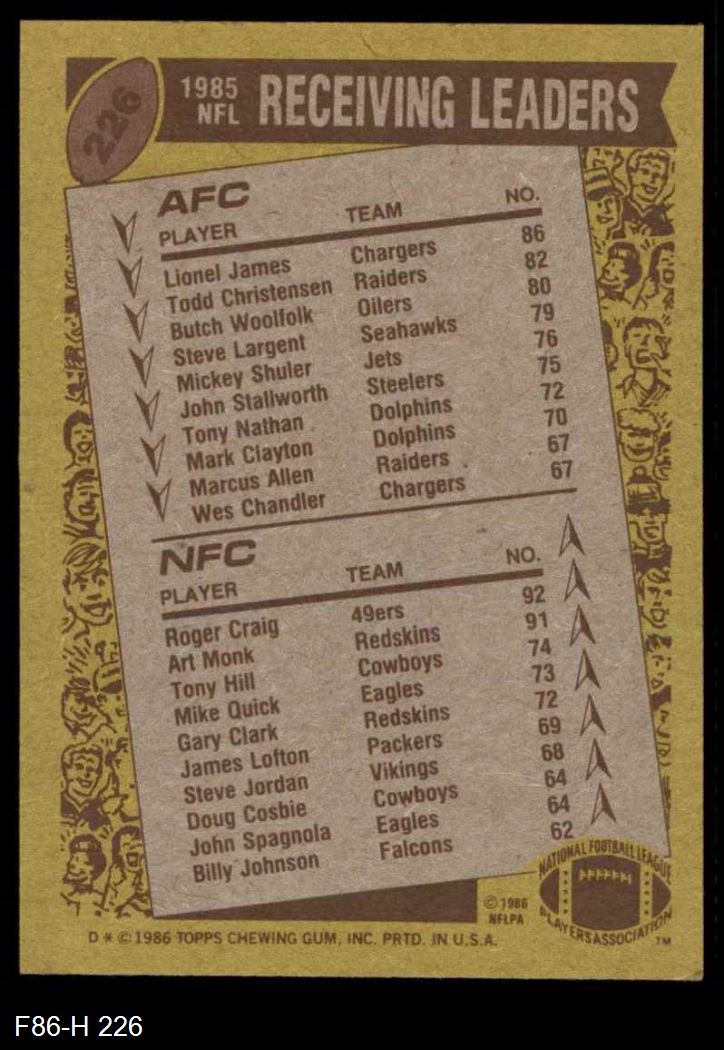 226
1985
NFL
RECEIVING LEADERS
AFC
PLAYER TEAM NO.
Lionel James Chargers 86
Todd Christensen Raiders 82
Butch Woolfolk Oilers 80
Steve Largent Seahawks 79
Mickey Shuler Jets 76
John Stallworth Steelers 75
Tony Nathan Dolphins 72
Mark Clayton Dolphins 70
Marcus Allen Raiders 67
Wes Chandler Chargers 67
NFC
PLAYER TEAM NO.
Roger Craig 49ers 92
Art Monk Redskins 91
Tony Hill Cowboys 74
Mike Quick Eagles 73
Gary Clark Redskins 72
James Lofton Packers 69
Steve Jordan Vikings 68
Doug Cosbie Cowboys 64
John Spagnola Eagles 64
Billy Johnson Falcons 62
NATIONAL FOOTBALL LEAGUE
PLAYERS ASSOCIATION
TM
© 1986
NFLPA
D * © 1986 TOPPS CHEWING GUM, INC. PRTD. IN U.S.A.
F86-H 226